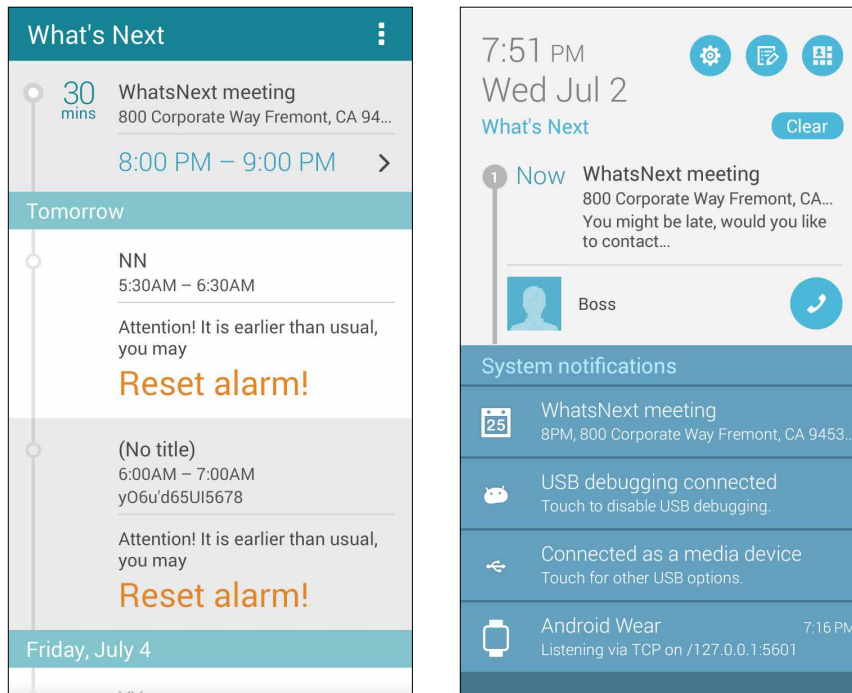 What's Next
30
mins
WhatsNext meeting
800 Corporate Way Fremont, CA 94...
8:00 PM – 9:00 PM
Tomorrow
NN
5:30AM – 6:30AM
Attention! It is earlier than usual,
you may
Reset alarm!
(No title)
6:00AM – 7:00AM
yO6u'd65UI5678
Attention! It is earlier than usual,
you may
Reset alarm!
Friday, July 4
7:51 PM
Wed Jul 2
What's Next
Clear
1
Now
WhatsNext meeting
800 Corporate Way Fremont, CA...
You might be late, would you like
to contact...
Boss
System notifications
25
WhatsNext meeting
8PM, 800 Corporate Way Fremont, CA 9453...
USB debugging connected
Touch to disable USB debugging.
Connected as a media device
Touch for other USB options.
Android Wear
7:16 PM
Listening via TCP on /127.0.0.1:5601